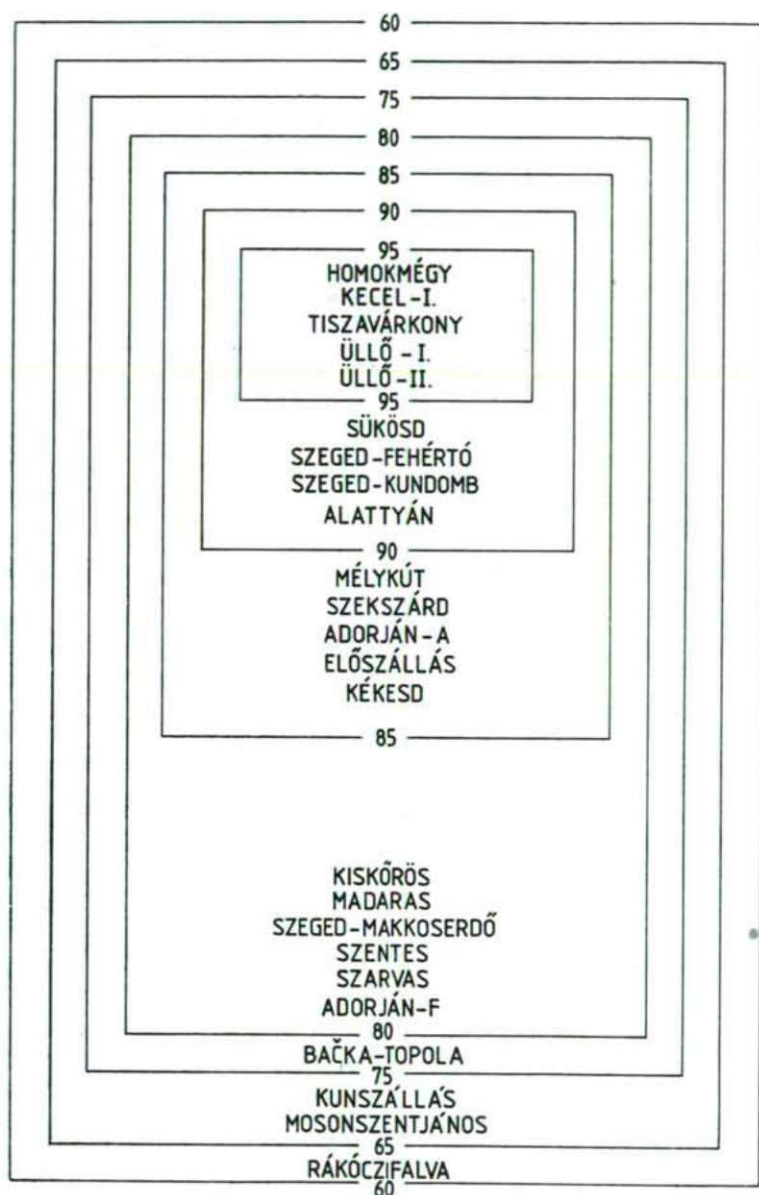 60
65
75
80
85
90
95
HOMOKMÉGY
KECEL-I.
TISZAVÁRKONY
ÜLLŐ - I.
ÜLLŐ-II.
95
SÜKÖSD
SZEGED-FEHÉRTÓ
SZEGED-KUNDOMB
ALATTYÁN
90
MÉLYKÚT
SZEKSZÁRD
ADORJÁN-A
ELŐSZÁLLÁS
KÉKESD
85
KISKŐRÖS
MADARAS
SZEGED-MAKKOSERDŐ
SZENTES
SZARVAS
ADORJÁN-F
80
BAČKA-TOPOLA
75
KUNSZÁLLÁS
MOSONSZENTJÁNOS
65
RÁKÓCZIFALVA
60